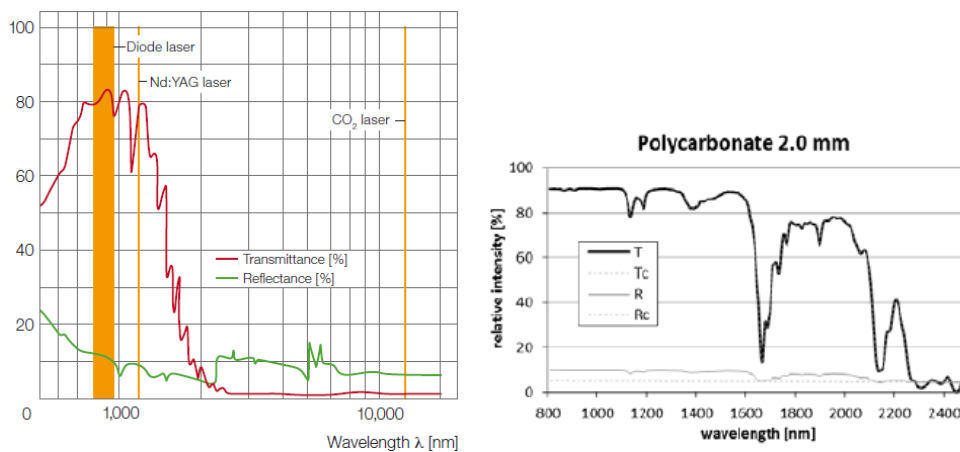 100
80
60
40
20
0
Diode laser
Nd:YAG laser
CO2 laser
Transmittance [%]
Reflectance [%]
1,000
10,000
Wavelength λ [nm]
Polycarbonate 2.0 mm
relative intensity [%]
100
80
60
40
20
0
T
Tc
R
Rc
800 1000 1200 1400 1600 1800 2000 2200 2400
wavelength [nm]